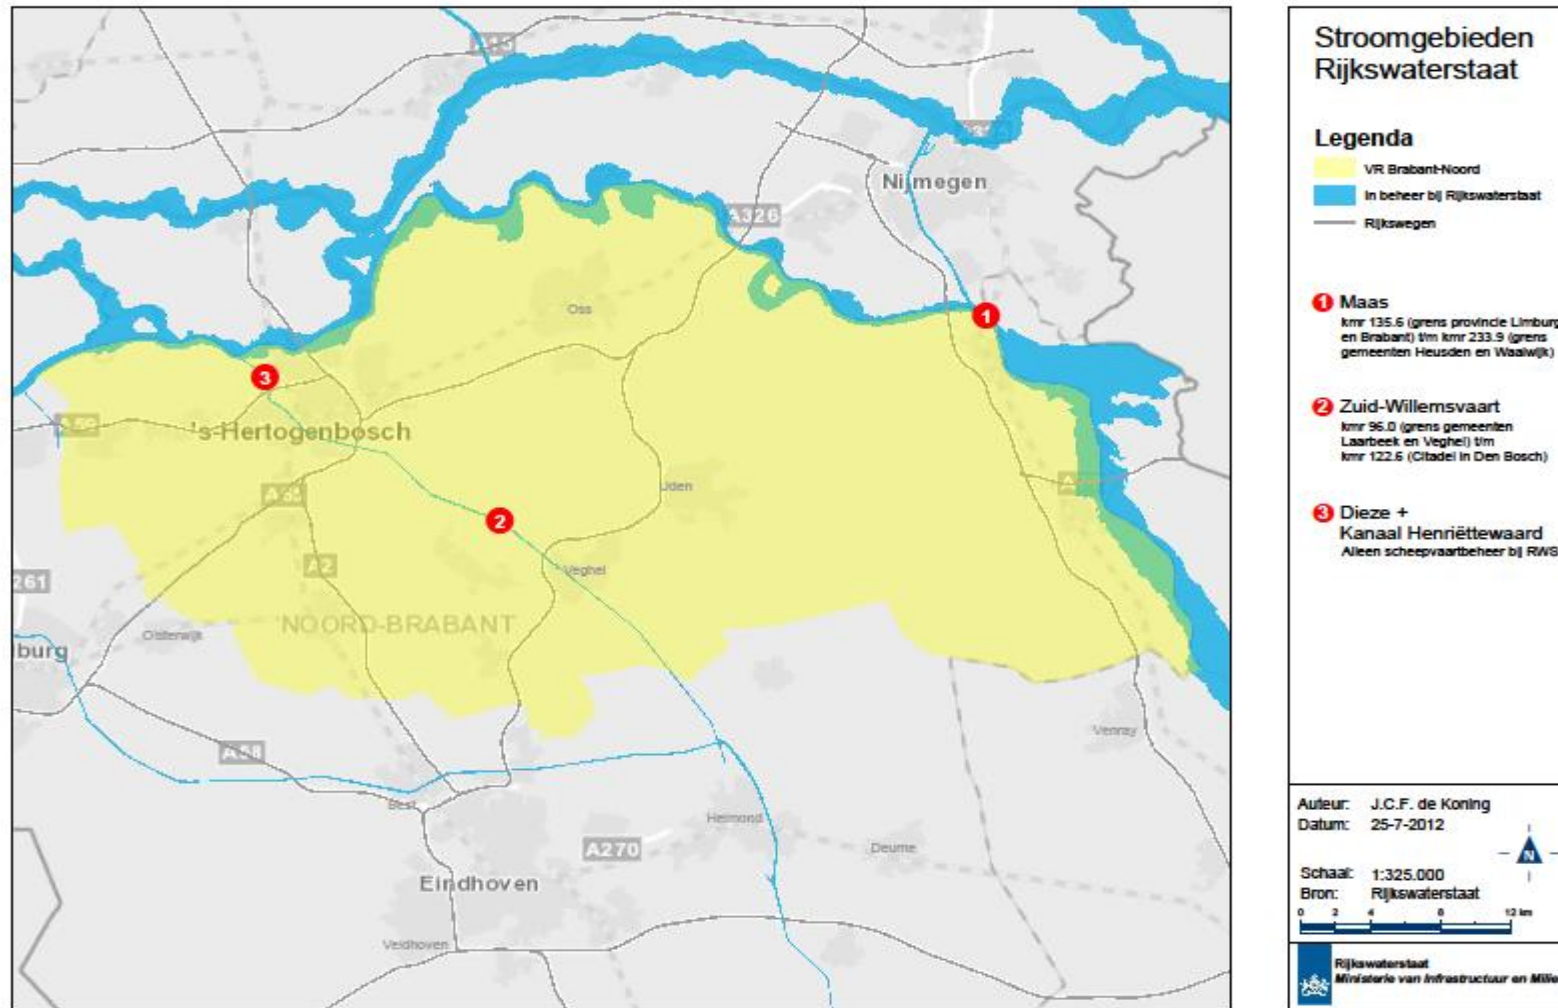 A326
Nijmegen
Oss
A59
's-Hertogenbosch
Uden
A2
Veghel
261
NOORD-BRABANT
Oisterwijk
lburg
Venray
A58
Best
Helmond
A270
Deurne
Eindhoven
Veldhoven
Stroomgebieden
Rijkswaterstaat
Legenda
VR Brabant-Noord
In beheer bij Rijkswaterstaat
Rijkswegen
1 Maas
kmr 135.6 (grens provincie Limburg
en Brabant) t/m kmr 233.9 (grens
gemeenten Heusden en Waalwijk)
2 Zuid-Willemsvaart
kmr 96.0 (grens gemeenten
Laarbeek en Veghel) t/m
kmr 122.6 (Citadel in Den Bosch)
3 Dieze +
Kanaal Henriëttewaard
Alleen scheepvaartbeheer bij RWS
Auteur: J.C.F. de Koning
Datum: 25-7-2012
N
Schaal: 1:325.000
Bron: Rijkswaterstaat
0 2 4 8 12 km
Rijkswaterstaat
Ministerie van Infrastructuur en Milie
1
2
3